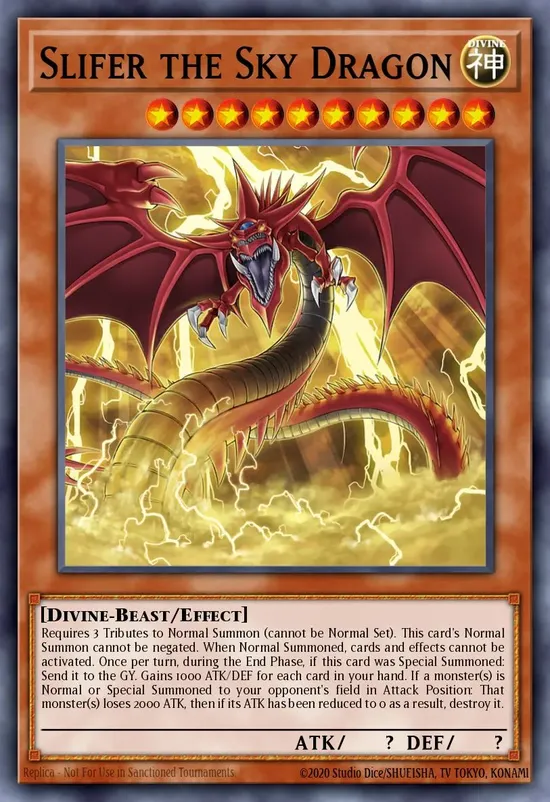 Slifer the Sky Dragon
DIVINE
神
[Divine-Beast/Effect]
Requires 3 Tributes to Normal Summon (cannot be Normal Set). This card's Normal
Summon cannot be negated. When Normal Summoned, cards and effects cannot be
activated. Once per turn, during the End Phase, if this card was Special Summoned:
Send it to the GY. Gains 1000 ATK/DEF for each card in your hand. If a monster(s) is
Normal or Special Summoned to your opponent's field in Attack Position: That
monster(s) loses 2000 ATK, then if its ATK has been reduced to 0 as a result, destroy it.
ATK/ ? DEF/ ?
Replica - Not For Use in Sanctioned Tournaments
©2020 Studio Dice/SHUEISHA, TV TOKYO, KONAMI